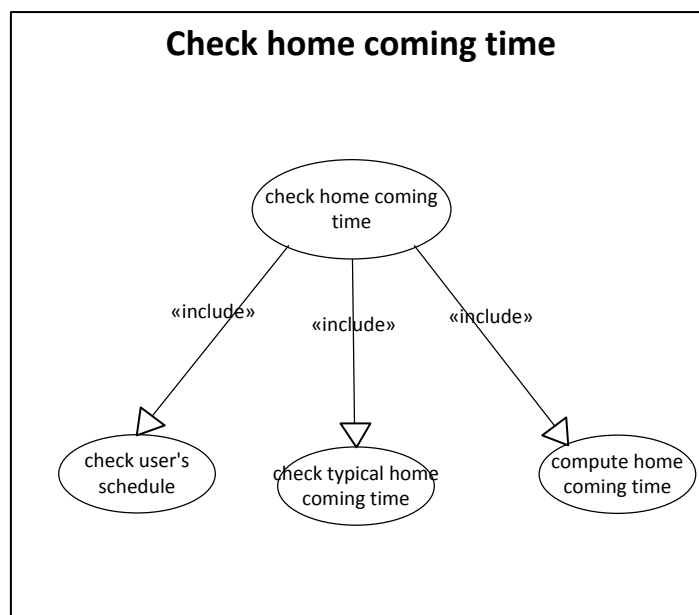 Check home coming time
check home coming
time
«include»
«include»
«include»
check user's
schedule
check typical home
coming time
compute home
coming time